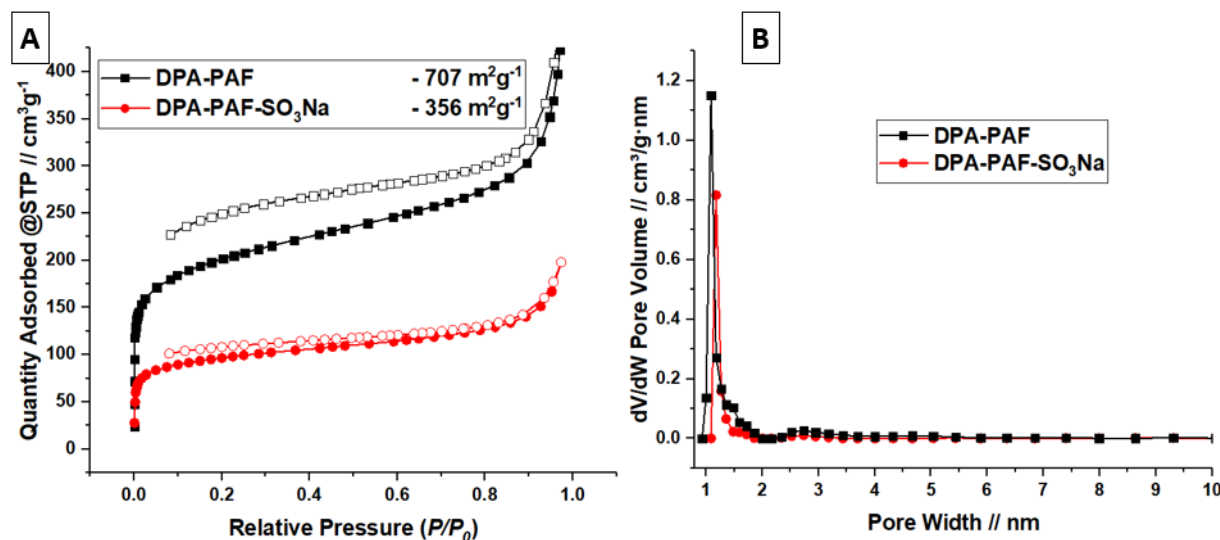 A
Quantity Adsorbed @STP // cm³g⁻¹
400
350
300
250
200
150
100
50
0
DPA-PAF - 707 m²g⁻¹
DPA-PAF-SO₃Na - 356 m²g⁻¹
0.0 0.2 0.4 0.6 0.8 1.0
Relative Pressure (P/P₀)
B
dV/dW Pore Volume // cm³/g·nm
1.2
1.0
0.8
0.6
0.4
0.2
0.0
DPA-PAF
DPA-PAF-SO₃Na
1 2 3 4 5 6 7 8 9 10
Pore Width // nm